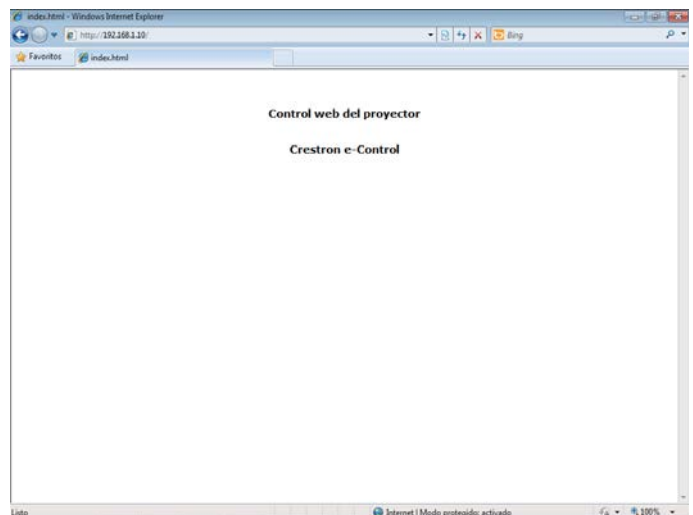 index.html - Windows Internet Explorer
http://192.168.1.10/
Bing
Favoritos
index.html
Control web del proyector
Crestron e-Control
Listo
Internet | Modo protegido: activado
100%